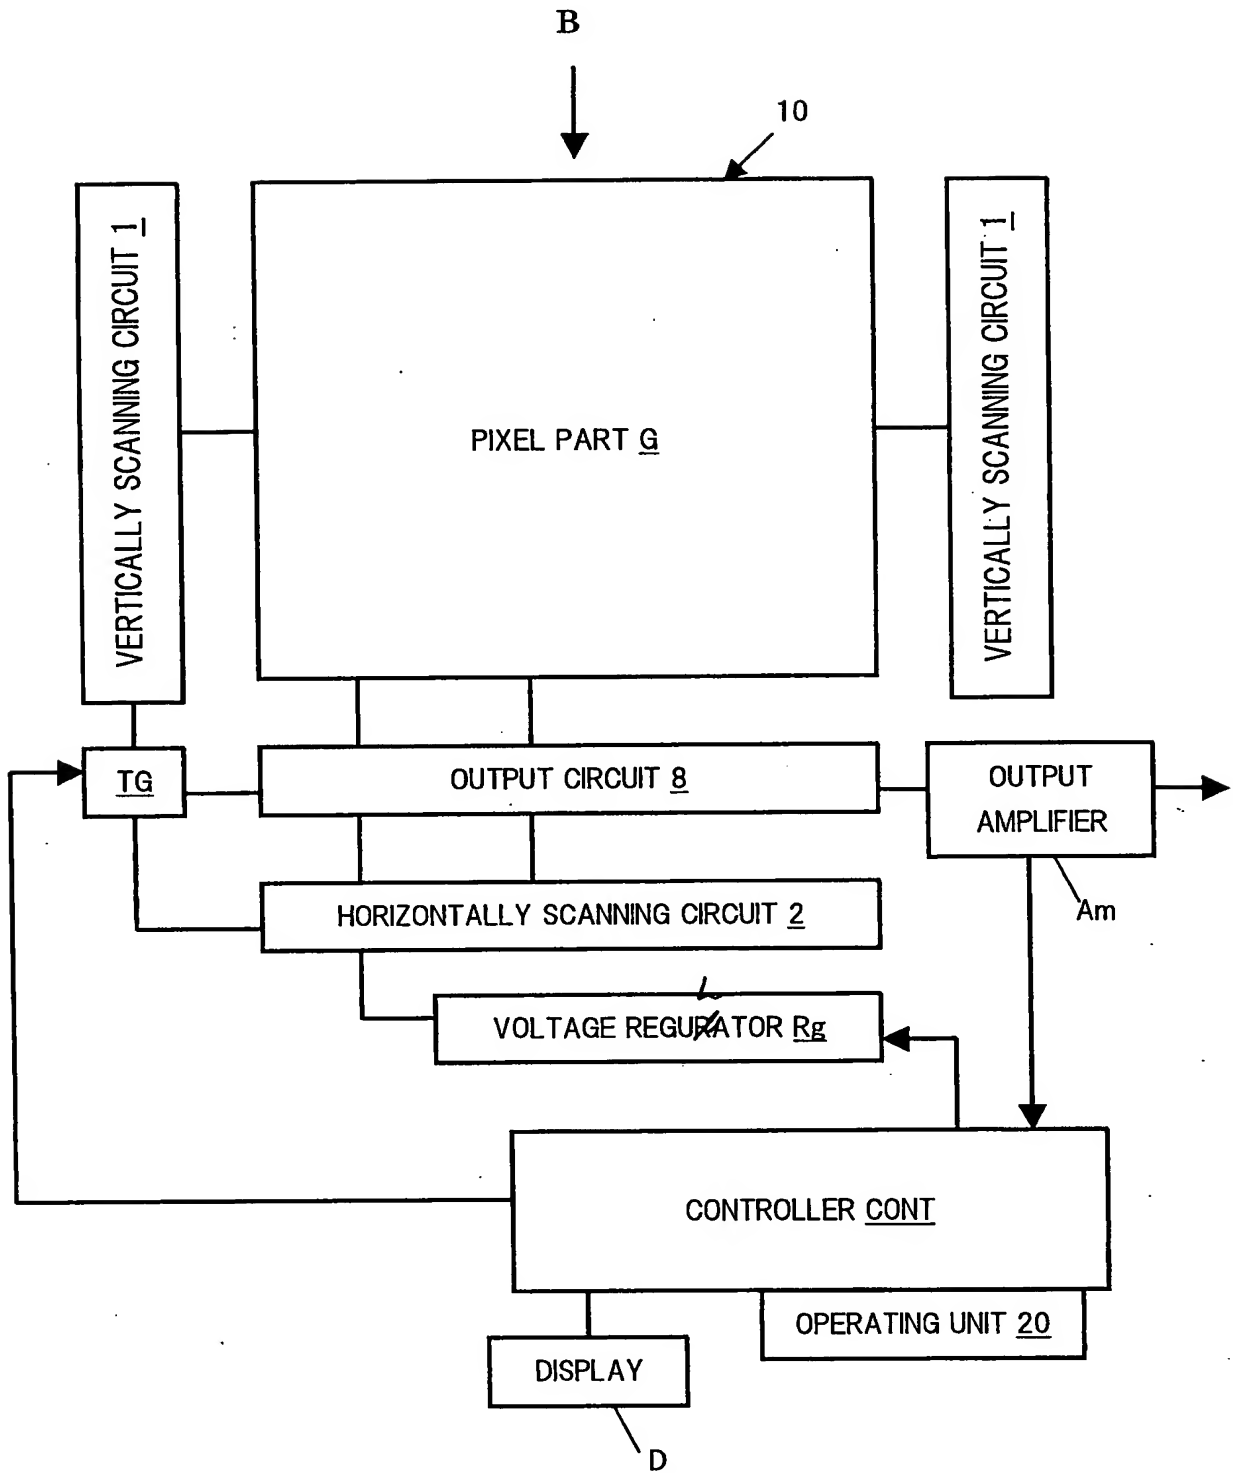 B
10
VERTICALLY SCANNING CIRCUIT 1
PIXEL PART G
VERTICALLY SCANNING CIRCUIT 1
TG
OUTPUT CIRCUIT 8
OUTPUT
AMPLIFIER
Am
HORIZONTALLY SCANNING CIRCUIT 2
L
VOLTAGE REGURATOR Rg
CONTROLLER CONT
OPERATING UNIT 20
DISPLAY
D